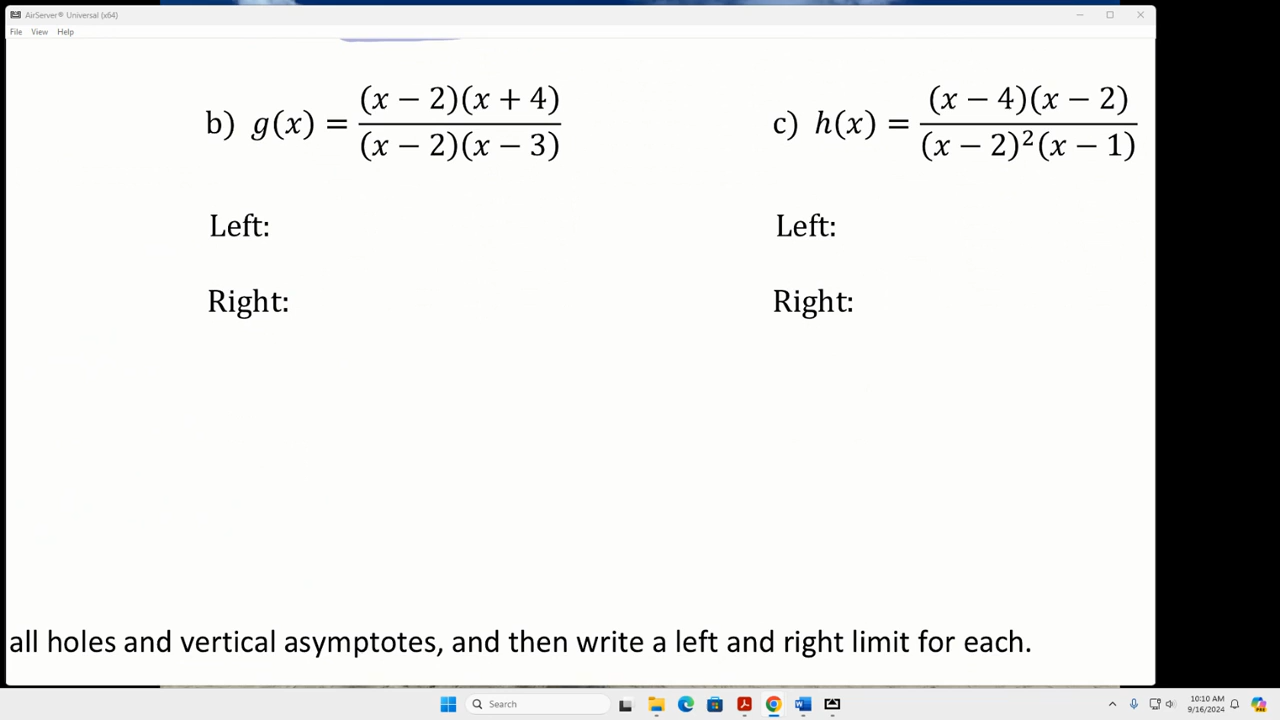 AirServer® Universal (x64)
File View Help
b) g(x) = (x − 2)(x + 4) / (x − 2)(x − 3)
Left:
Right:
c) h(x) = (x − 4)(x − 2) / (x − 2)²(x − 1)
Left:
Right:
all holes and vertical asymptotes, and then write a left and right limit for each.
Search
10:10 AM
9/16/2024